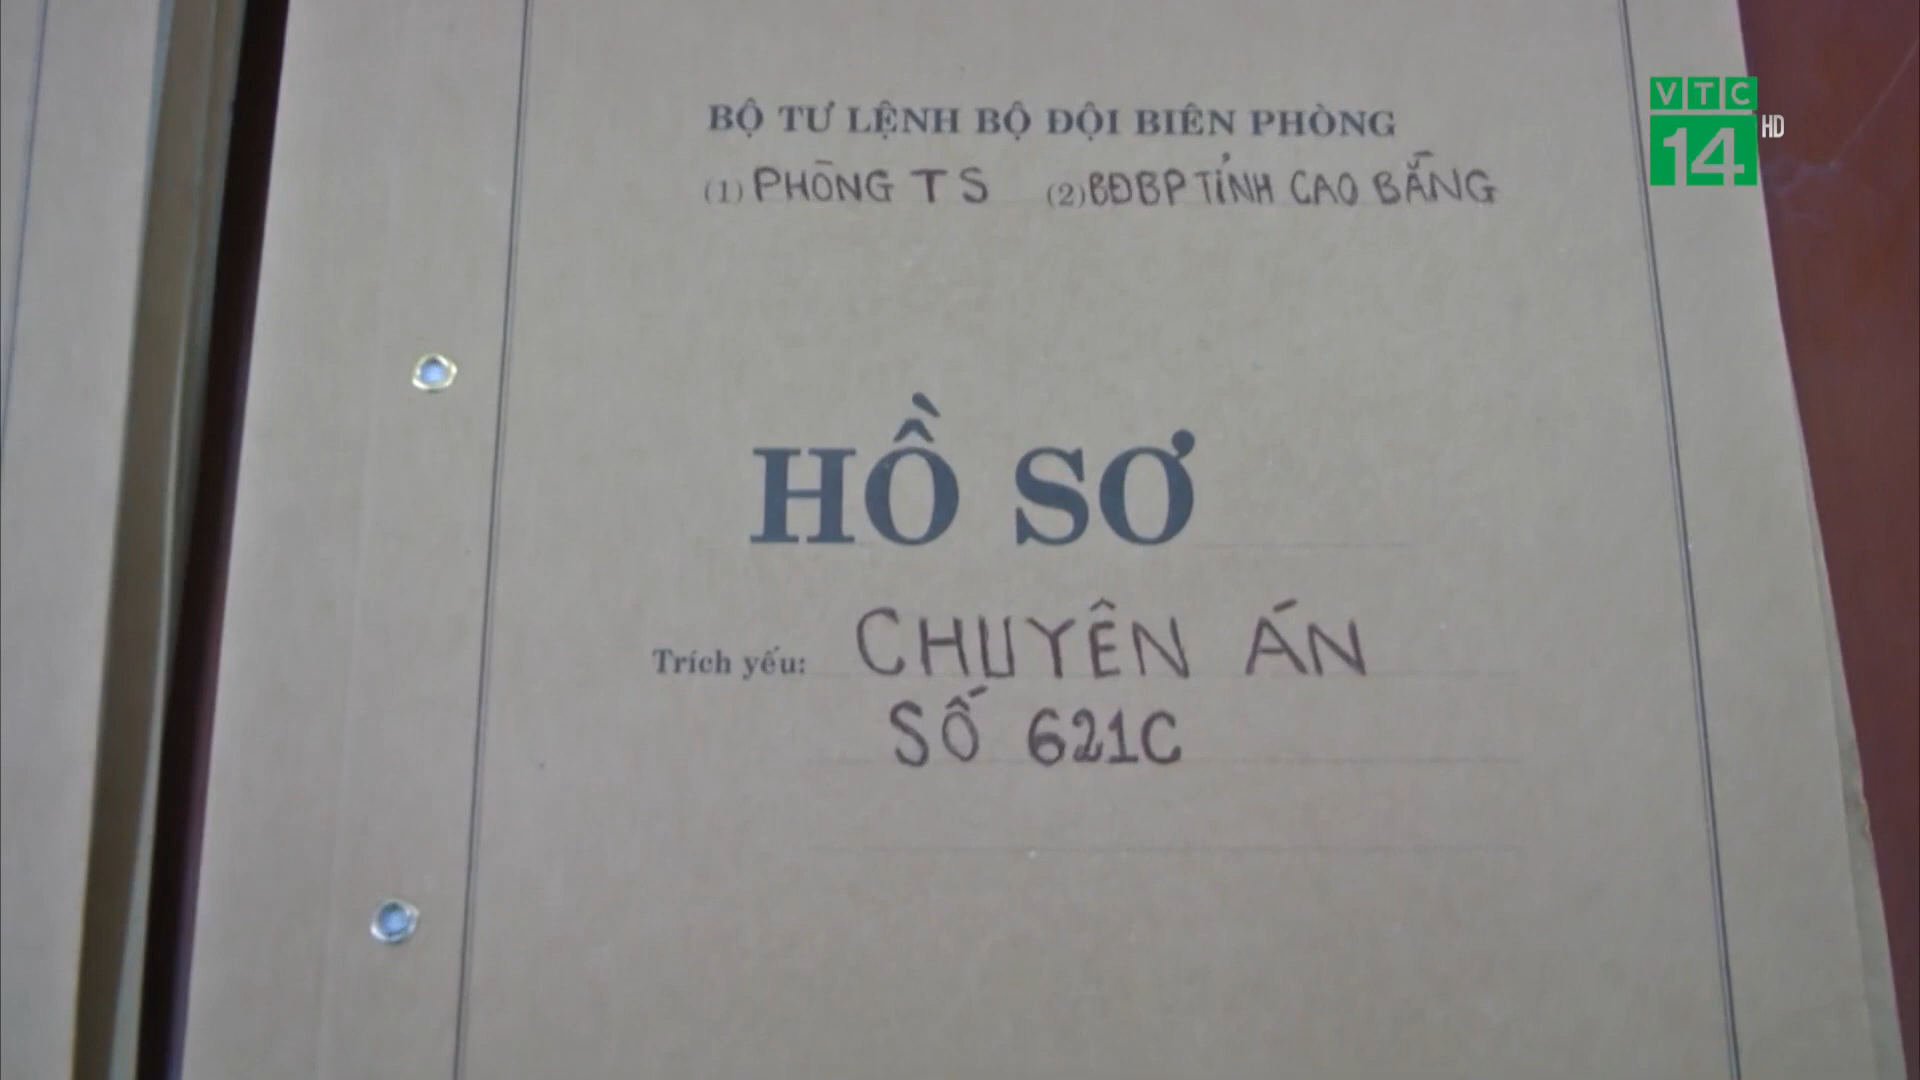 VTC
14 HD
BỘ TƯ LỆNH BỘ ĐỘI BIÊN PHÒNG
(1) PHÒNG TS (2) BĐBP TỈNH CAO BẰNG
HỒ SƠ
Trích yếu: CHUYÊN ÁN
SỐ 621C